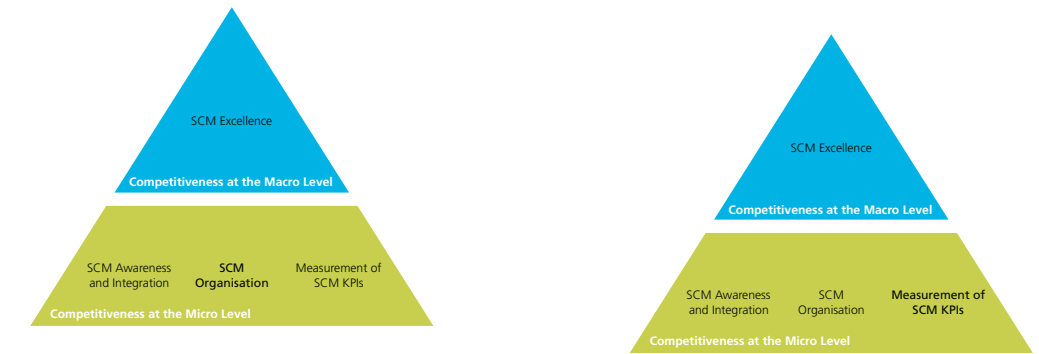 SCM Excellence
Competitiveness at the Macro Level
SCM Awareness
and Integration
SCM
Organisation
Measurement of
SCM KPIs
Competitiveness at the Micro Level
SCM Excellence
Competitiveness at the Macro Level
SCM Awareness
and Integration
SCM
Organisation
Measurement of
SCM KPIs
Competitiveness at the Micro Level